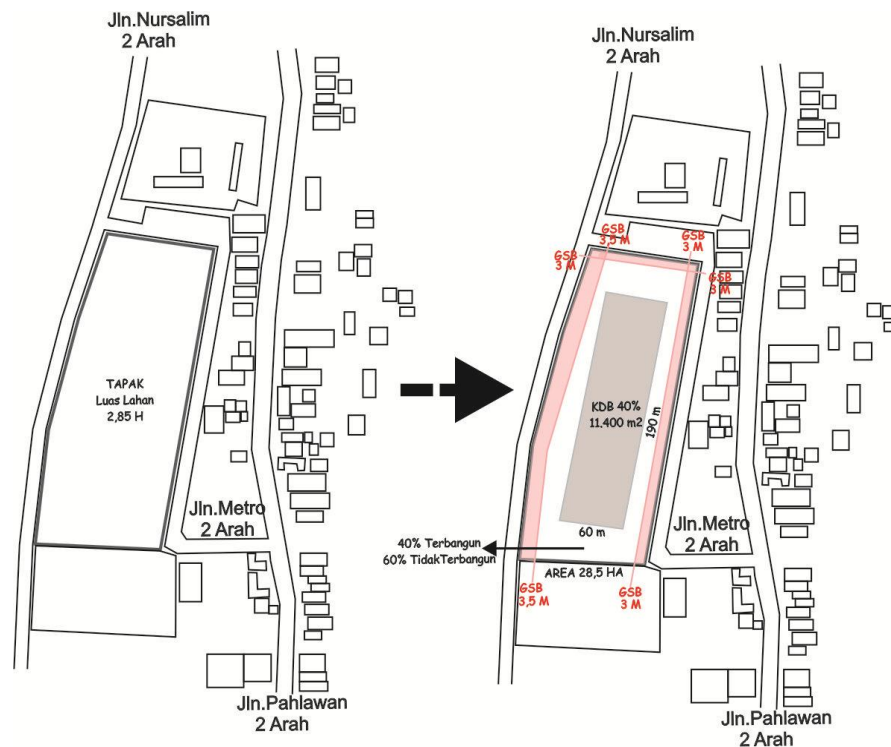 Jln.Nursalim
2 Arah
TAPAK
Luas Lahan
2,85 H
Jln.Metro
2 Arah
Jln.Pahlawan
2 Arah
Jln.Nursalim
2 Arah
GSB
3 M
GSB
3,5 M
GSB
3 M
GSB
3 M
KDB 40%
11.400 m2
190 m
60 m
40% Terbangun
60% TidakTerbangun
AREA 28,5 HA
GSB
3,5 M
GSB
3 M
Jln.Metro
2 Arah
Jln.Pahlawan
2 Arah